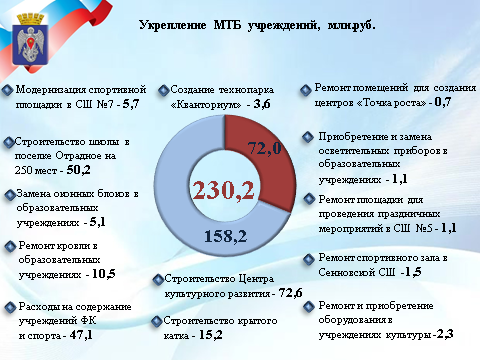 Укрепление МТБ учреждений, млн.руб.
Модернизация спортивной
площадки в СШ №7 - 5,7
Строительство школы в
поселке Отрадное на
250 мест - 50,2
Замена оконных блоков в
образовательных
учреждениях - 5,1
Ремонт кровли в
образовательных
учреждениях - 10,5
Расходы на содержание
учреждений ФК
и спорта - 47,1
Создание технопарка
«Кванториум» - 3,6
72,0
230,2
158,2
Строительство Центра
культурного развития - 72,6
Строительство крытого
катка - 15,2
Ремонт помещений для создания
центров «Точка роста» - 0,7
Приобретение и замена
осветительных приборов в
образовательных
учреждениях - 1,1
Ремонт площадки для
проведения праздничных
мероприятий в СШ №5 - 1,1
Ремонт спортивного зала в
Сенновской СШ -1,5
Ремонт и приобретение
оборудования в
учреждениях культуры -2,3